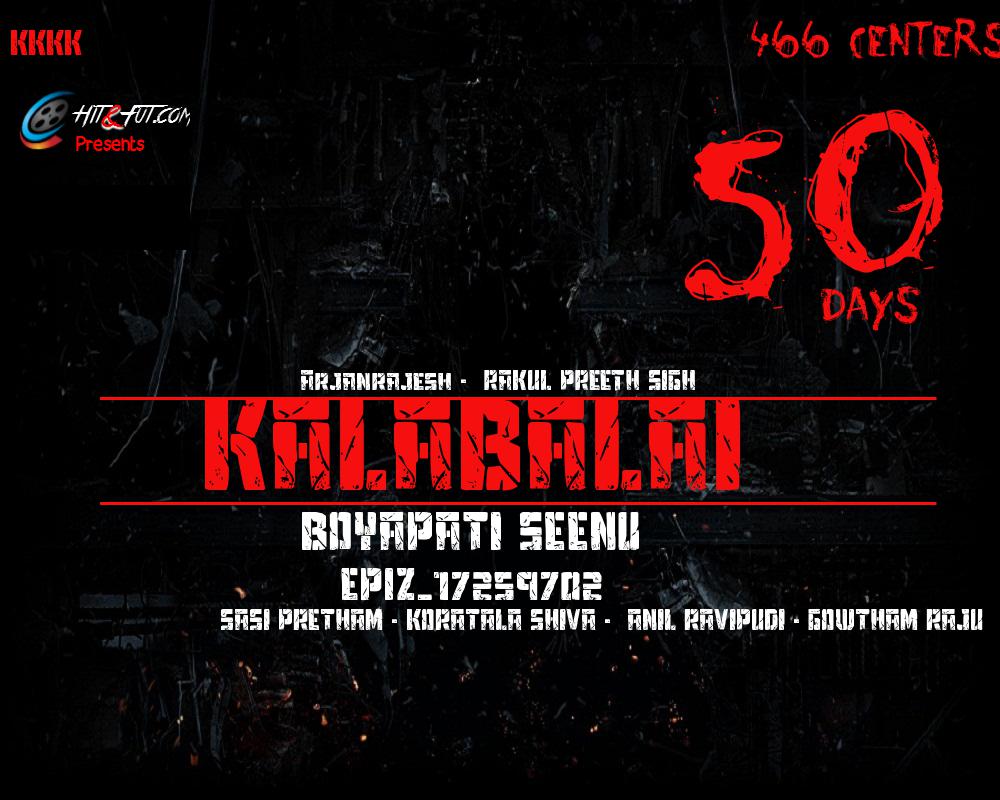 KKKK
466 CENTERS
HIT&FUT.COM
Presents
50
DAYS
ARJANRAJESH - RAKUL PREETH SIGH
KALABALAI
BOYAPATI SEENU
EPIZ_17259702
SASI PRETHAM - KORATALA SHIVA - ANIL RAVIPUDI - GOWTHAM RAJU